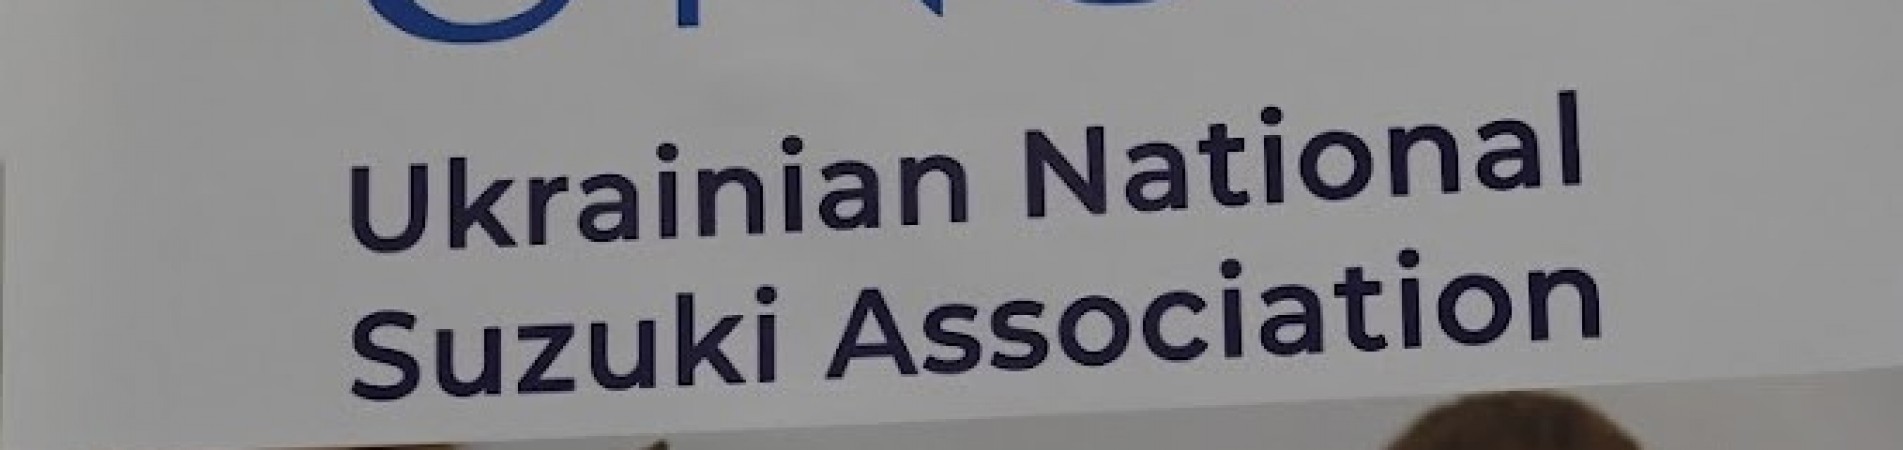 Ukrainian National
Suzuki Association